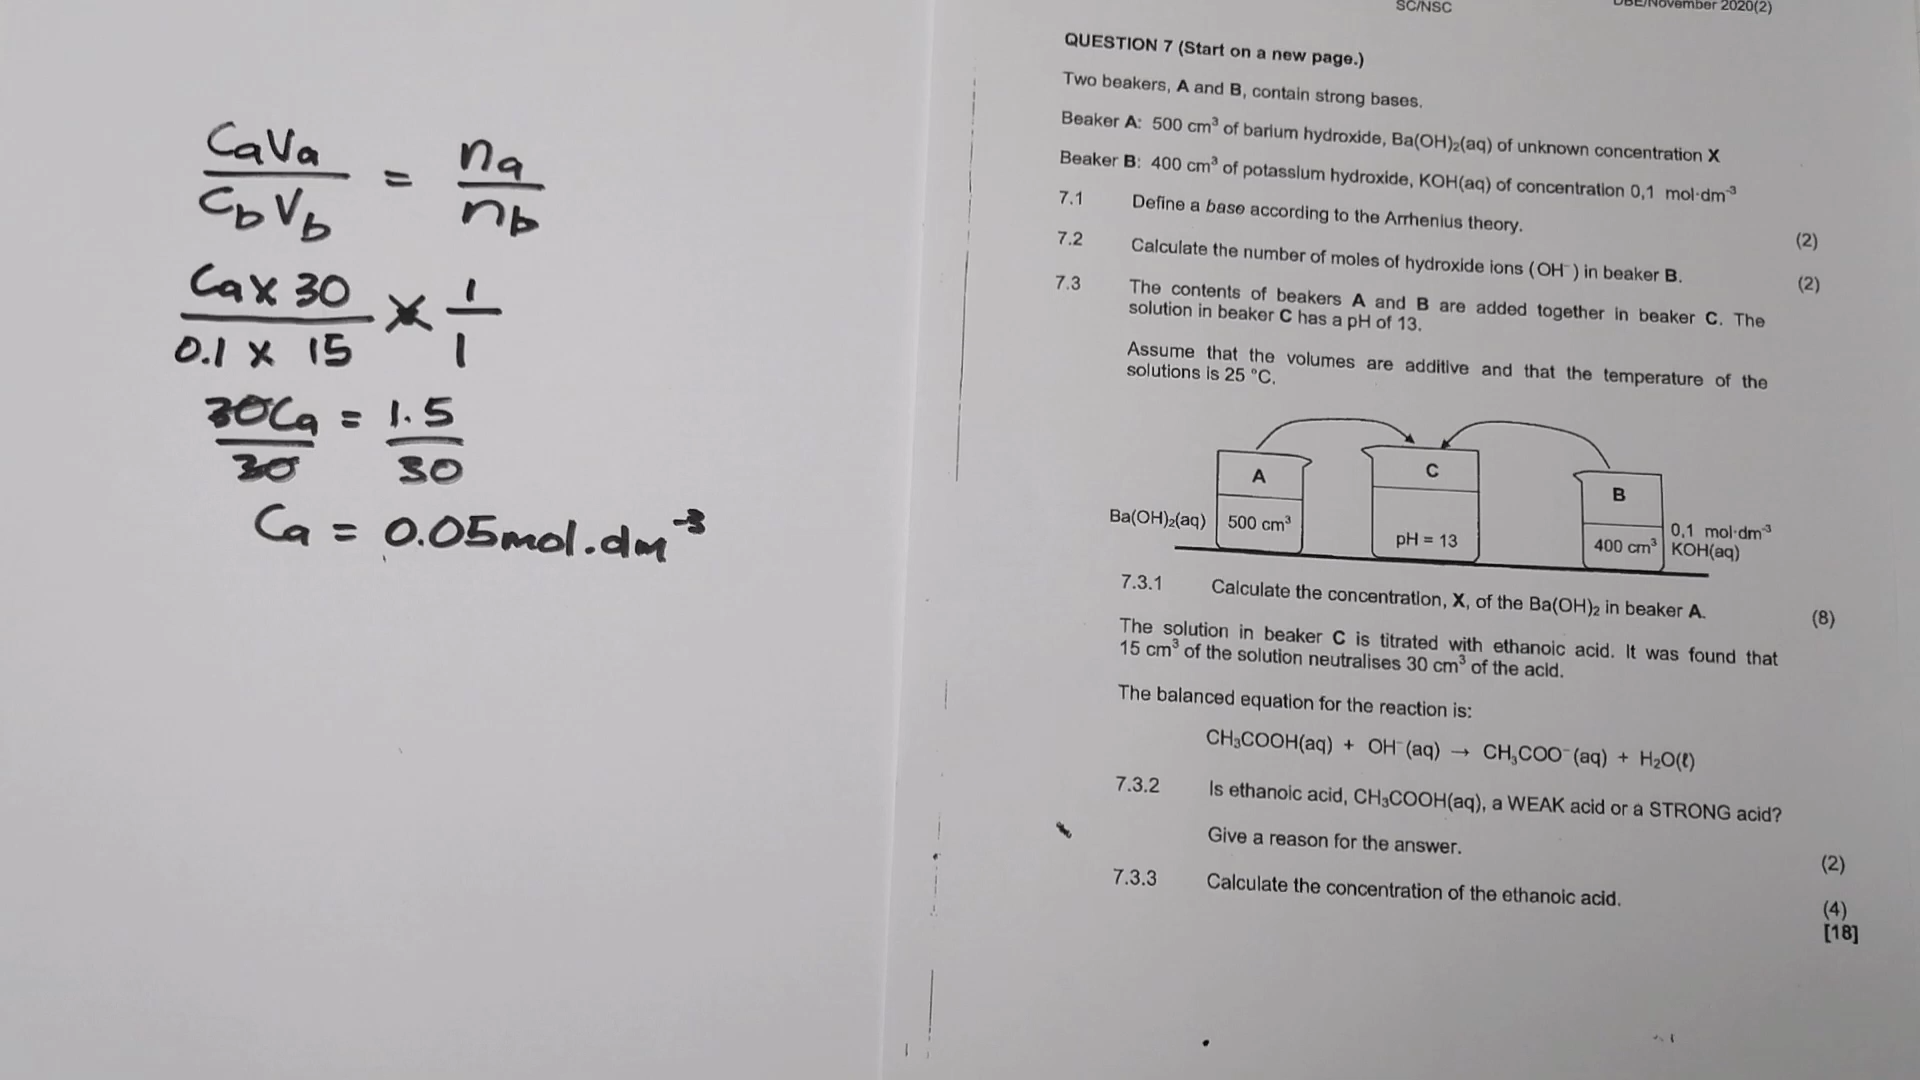 CaVa / CbVb = na / nb
Ca x 30 / 0.1 x 15 x 1 / 1
30Ca / 30 = 1.5 / 30
Ca = 0.05mol.dm⁻³
SC/NSC
DBE/November 2020(2)
QUESTION 7 (Start on a new page.)
Two beakers, A and B, contain strong bases.
Beaker A: 500 cm³ of barium hydroxide, Ba(OH)₂(aq) of unknown concentration X
Beaker B: 400 cm³ of potassium hydroxide, KOH(aq) of concentration 0,1 mol·dm⁻³
7.1 Define a base according to the Arrhenius theory. (2)
7.2 Calculate the number of moles of hydroxide ions (OH⁻) in beaker B. (2)
7.3 The contents of beakers A and B are added together in beaker C. The
solution in beaker C has a pH of 13.
Assume that the volumes are additive and that the temperature of the
solutions is 25 °C.
A
C
B
Ba(OH)₂(aq)
500 cm³
pH = 13
400 cm³
0,1 mol·dm⁻³
KOH(aq)
7.3.1 Calculate the concentration, X, of the Ba(OH)₂ in beaker A. (8)
The solution in beaker C is titrated with ethanoic acid. It was found that
15 cm³ of the solution neutralises 30 cm³ of the acid.
The balanced equation for the reaction is:
CH₃COOH(aq) + OH⁻(aq) → CH₃COO⁻(aq) + H₂O(ℓ)
7.3.2 Is ethanoic acid, CH₃COOH(aq), a WEAK acid or a STRONG acid?
Give a reason for the answer. (2)
7.3.3 Calculate the concentration of the ethanoic acid. (4)
[18]